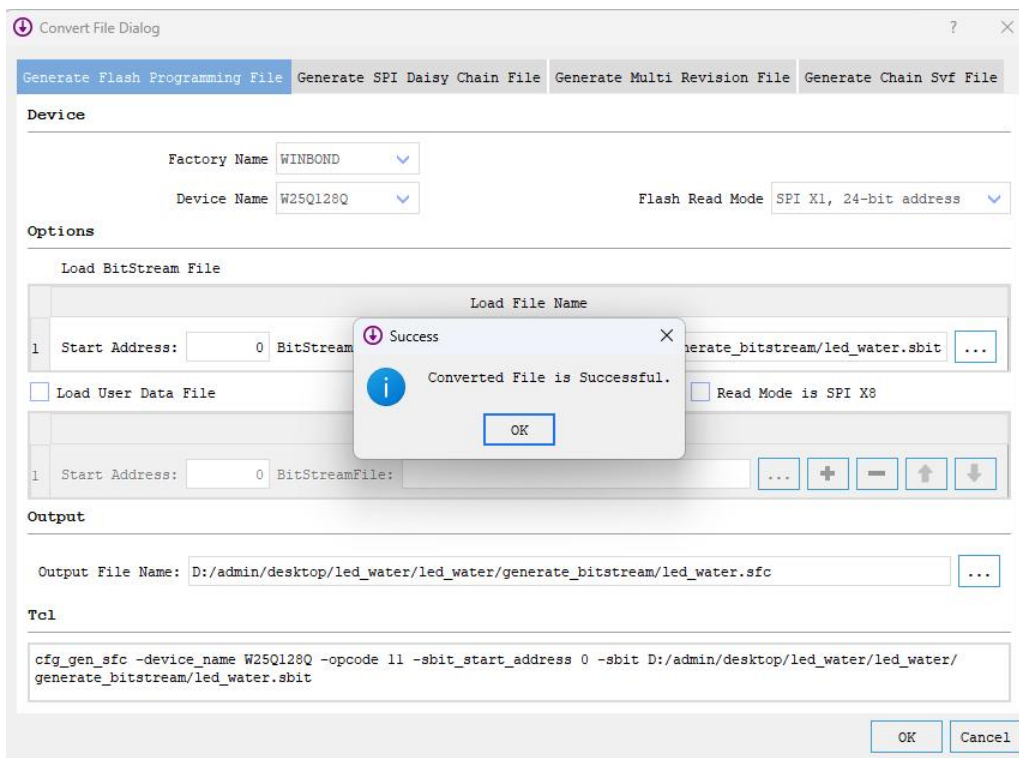 Convert File Dialog
?
Generate Flash Programming File Generate SPI Daisy Chain File Generate Multi Revision File Generate Chain Svf File
Device
Factory Name WINBOND
Device Name W25Q128Q Flash Read Mode SPI X1, 24-bit address
Options
Load BitStream File
Load File Name
1 Start Address: 0 BitStream nerate_bitstream/led_water.sbit ...
Success
Converted File is Successful.
OK
Load User Data File Read Mode is SPI X8
1 Start Address: 0 BitStreamFile: ...
Output
Output File Name: D:/admin/desktop/led_water/led_water/generate_bitstream/led_water.sfc ...
Tcl
cfg_gen_sfc -device_name W25Q128Q -opcode 11 -sbit_start_address 0 -sbit D:/admin/desktop/led_water/led_water/
generate_bitstream/led_water.sbit
OK Cancel